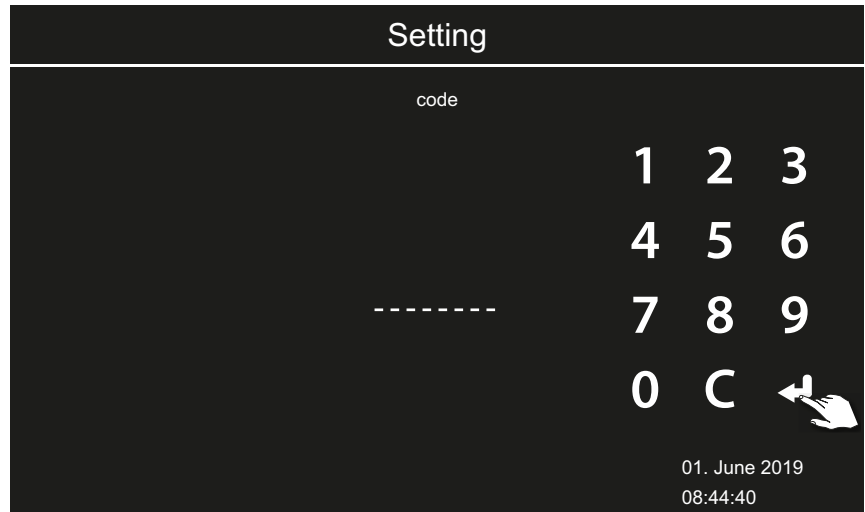 Setting
code
1 2 3
4 5 6
--------
7 8 9
0 C
01. June 2019
08:44:40